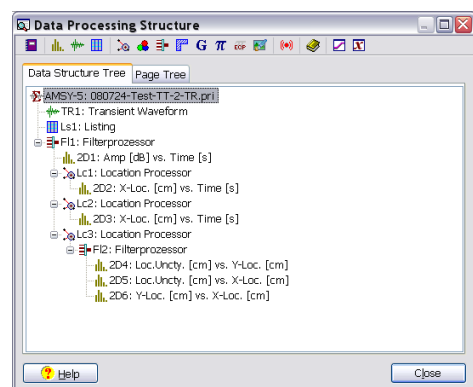 Data Processing Structure
G π EOP x
Data Structure Tree Page Tree
AMSY-5: 080724-Test-TT-2-TR.pri
TR1: Transient Waveform
Ls1: Listing
Fl1: Filterprozessor
2D1: Amp [dB] vs. Time [s]
Lc1: Location Processor
2D2: X-Loc. [cm] vs. Time [s]
Lc2: Location Processor
2D3: X-Loc. [cm] vs. Time [s]
Lc3: Location Processor
Fl2: Filterprozessor
2D4: Loc.Uncty. [cm] vs. Y-Loc. [cm]
2D5: Loc.Uncty. [cm] vs. X-Loc. [cm]
2D6: Y-Loc. [cm] vs. X-Loc. [cm]
Help Close